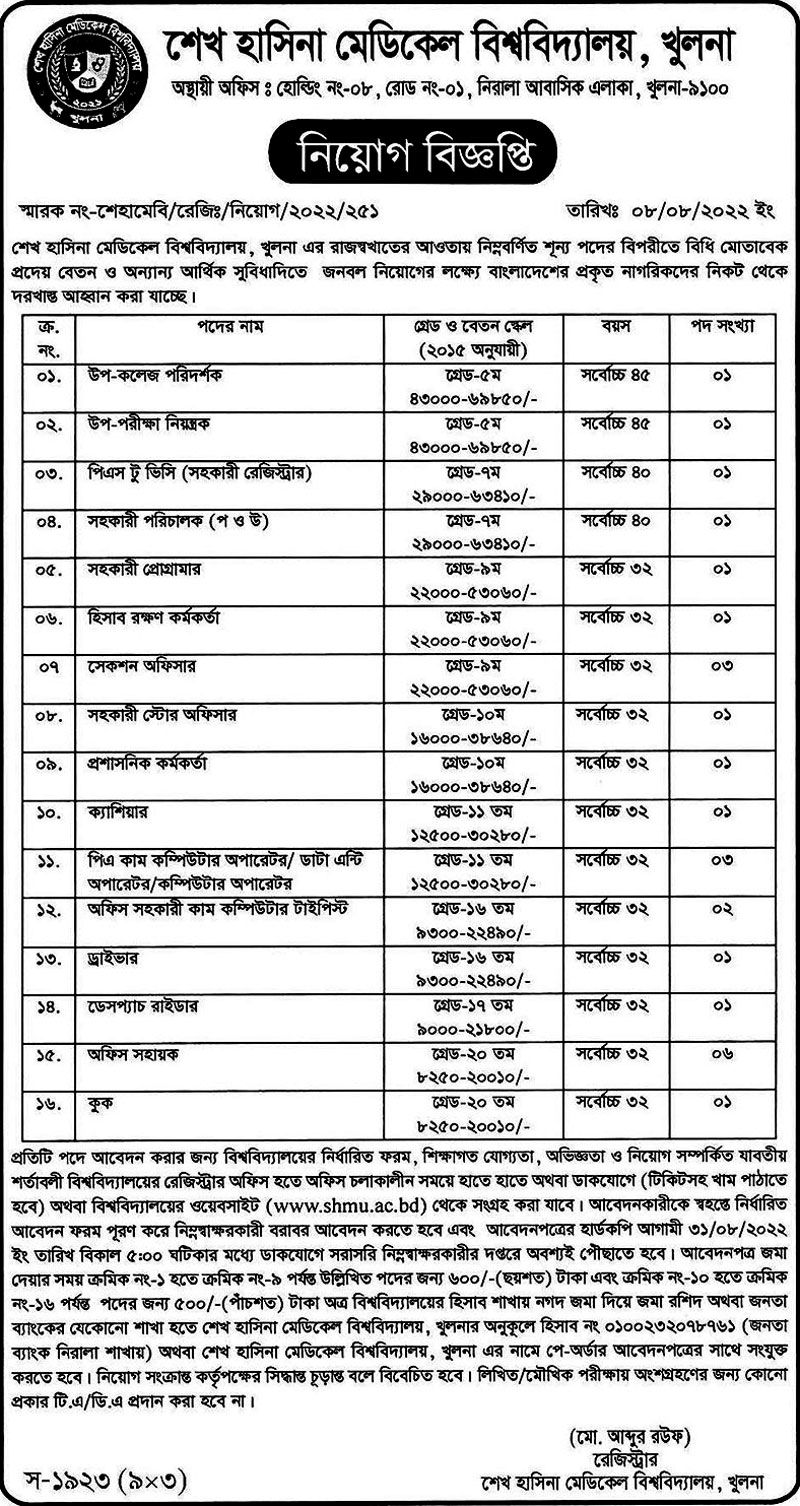 শেখ হাসিনা মেডিকেল বিশ্ববিদ্যালয়
২০২১
খুলনা
শেখ হাসিনা মেডিকেল বিশ্ববিদ্যালয়, খুলনা
অস্থায়ী অফিস : হোল্ডিং নং-০৮, রোড নং-০১, নিরালা আবাসিক এলাকা, খুলনা-৯১০০
নিয়োগ বিজ্ঞপ্তি
স্মারক নং-শেহামেবি/রেজিঃ/নিয়োগ/২০২২/২৫১ তারিখঃ ০৮/০৮/২০২২ ইং
শেখ হাসিনা মেডিকেল বিশ্ববিদ্যালয়, খুলনা এর রাজস্বখাতের আওতায় নিম্নবর্ণিত শূন্য পদের বিপরীতে বিধি মোতাবেক
প্রদেয় বেতন ও অন্যান্য আর্থিক সুবিধাদিতে জনবল নিয়োগের লক্ষ্যে বাংলাদেশের প্রকৃত নাগরিকদের নিকট থেকে
দরখাস্ত আহ্বান করা যাচ্ছে।
ক্র. পদের নাম গ্রেড ও বেতন স্কেল বয়স পদ সংখ্যা
নং. (২০১৫ অনুযায়ী)
০১. উপ-কলেজ পরিদর্শক গ্রেড-৫ম সর্বোচ্চ ৪৫ ০১
৪৩০০০-৬৯৮৫০/-
০২. উপ-পরীক্ষা নিয়ন্ত্রক গ্রেড-৫ম সর্বোচ্চ ৪৫ ০১
৪৩০০০-৬৯৮৫০/-
০৩. পিএস টু ভিসি (সহকারী রেজিস্ট্রার) গ্রেড-৭ম সর্বোচ্চ ৪০ ০১
২৯০০০-৬৩৪১০/-
০৪. সহকারী পরিচালক (প ও উ) গ্রেড-৭ম সর্বোচ্চ ৪০ ০১
২৯০০০-৬৩৪১০/-
০৫. সহকারী প্রোগ্রামার গ্রেড-৯ম সর্বোচ্চ ৩২ ০১
২২০০০-৫৩০৬০/-
০৬. হিসাব রক্ষণ কর্মকর্তা গ্রেড-৯ম সর্বোচ্চ ৩২ ০১
২২০০০-৫৩০৬০/-
০৭ সেকশন অফিসার গ্রেড-৯ম সর্বোচ্চ ৩২ ০৩
২২০০০-৫৩০৬০/-
০৮. সহকারী স্টোর অফিসার গ্রেড-১০ম সর্বোচ্চ ৩২ ০১
১৬০০০-৩৮৬৪০/-
০৯. প্রশাসনিক কর্মকর্তা গ্রেড-১০ম সর্বোচ্চ ৩২ ০১
১৬০০০-৩৮৬৪০/-
১০. ক্যাশিয়ার গ্রেড-১১ তম সর্বোচ্চ ৩২ ০১
১২৫০০-৩০২৮০/-
১১. পিএ কাম কম্পিউটার অপারেটর/ ডাটা এন্টি গ্রেড-১১ তম সর্বোচ্চ ৩২ ০৩
অপারেটর/কম্পিউটার অপারেটর ১২৫০০-৩০২৮০/-
১২. অফিস সহকারী কাম কম্পিউটার টাইপিস্ট গ্রেড-১৬ তম সর্বোচ্চ ৩২ ০২
৯৩০০-২২৪৯০/-
১৩. ড্রাইভার গ্রেড-১৬ তম সর্বোচ্চ ৩২ ০১
৯৩০০-২২৪৯০/-
১৪. ডেসপ্যাচ রাইডার গ্রেড-১৭ তম সর্বোচ্চ ৩২ ০১
৯০০০-২১৮০০/-
১৫. অফিস সহায়ক গ্রেড-২০ তম সর্বোচ্চ ৩২ ০৬
৮২৫০-২০০১০/-
১৬. কুক গ্রেড-২০ তম সর্বোচ্চ ৩২ ০১
৮২৫০-২০০১০/-
প্রতিটি পদে আবেদন করার জন্য বিশ্ববিদ্যালয়ের নির্ধারিত ফরম, শিক্ষাগত যোগ্যতা, অভিজ্ঞতা ও নিয়োগ সম্পর্কিত যাবতীয়
শর্তাবলী বিশ্ববিদ্যালয়ের রেজিস্ট্রার অফিস হতে অফিস চলাকালীন সময়ে হাতে হাতে অথবা ডাকযোগে (টিকিটসহ খাম পাঠাতে
হবে) অথবা বিশ্ববিদ্যালয়ের ওয়েবসাইট (www.shmu.ac.bd) থেকে সংগ্রহ করা যাবে। আবেদনকারীকে স্বহস্তে নির্ধারিত
আবেদন ফরম পূরণ করে নিম্নস্বাক্ষরকারী বরাবর আবেদন করতে হবে এবং আবেদনপত্রের হার্ডকপি আগামী ৩১/০৮/২০২২
ইং তারিখ বিকাল ৫:০০ ঘটিকার মধ্যে ডাকযোগে সরাসরি নিম্নস্বাক্ষরকারীর দপ্তরে অবশ্যই পৌছাতে হবে। আবেদনপত্র জমা
দেয়ার সময় ক্রমিক নং-১ হতে ক্রমিক নং-৯ পর্যন্ত উল্লিখিত পদের জন্য ৬০০/-(ছয়শত) টাকা এবং ক্রমিক নং-১০ হতে ক্রমিক
নং-১৬ পর্যন্ত পদের জন্য ৫০০/-(পাঁচশত) টাকা অত্র বিশ্ববিদ্যালয়ের হিসাব শাখায় নগদ জমা দিয়ে জমা রশিদ অথবা জনতা
ব্যাংকের যেকোনো শাখা হতে শেখ হাসিনা মেডিকেল বিশ্ববিদ্যালয়, খুলনার অনুকূলে হিসাব নং ০১০০২৩২০৭৮৭৬১ (জনতা
ব্যাংক নিরালা শাখায়) অথবা শেখ হাসিনা মেডিকেল বিশ্ববিদ্যালয়, খুলনা এর নামে পে-অর্ডার আবেদনপত্রের সাথে সংযুক্ত
করতে হবে। নিয়োগ সংক্রান্ত কর্তৃপক্ষের সিদ্ধান্ত চূড়ান্ত বলে বিবেচিত হবে। লিখিত/মৌখিক পরীক্ষায় অংশগ্রহণের জন্য কোনো
প্রকার টি.এ/ডি.এ প্রদান করা হবে না।
(মো. আব্দুর রউফ)
রেজিস্ট্রার
স-১৯২৩ (৯×৩) শেখ হাসিনা মেডিকেল বিশ্ববিদ্যালয়, খুলনা